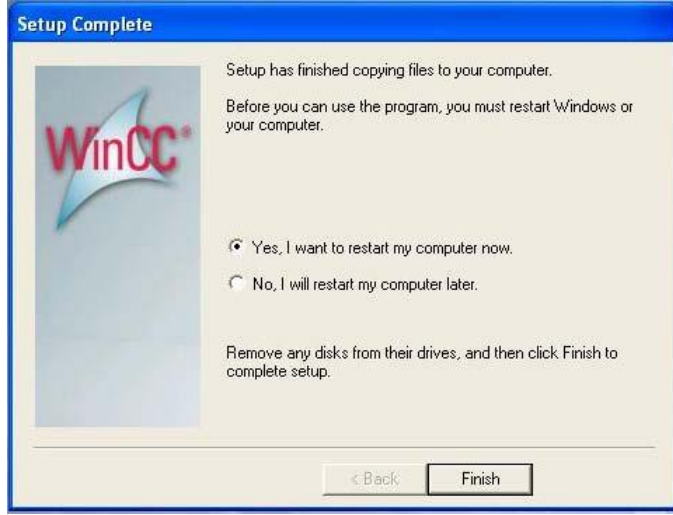 Setup Complete
Setup has finished copying files to your computer.
Before you can use the program, you must restart Windows or
your computer.
WinCC®
Yes, I want to restart my computer now.
No, I will restart my computer later.
Remove any disks from their drives, and then click Finish to
complete setup.
< Back
Finish